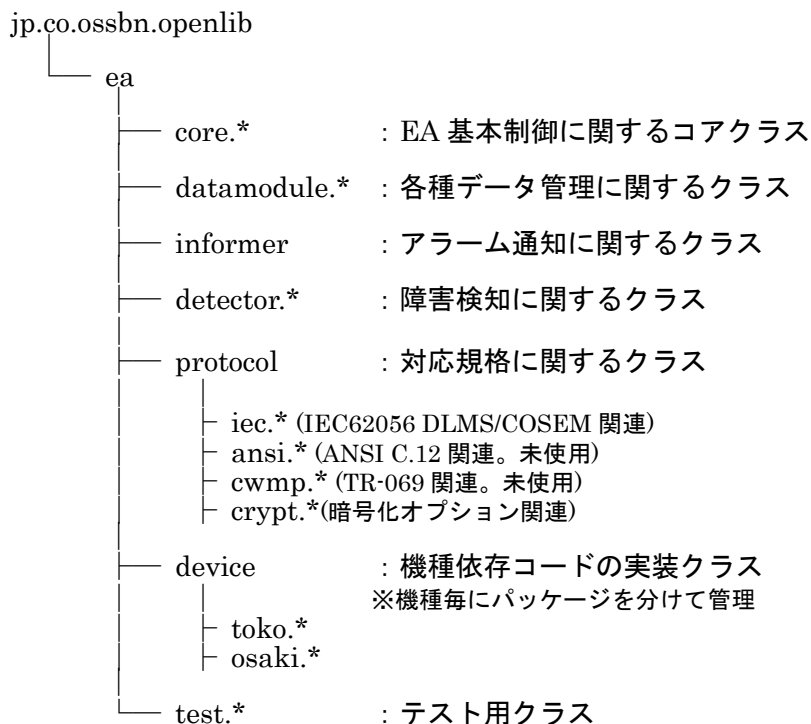 jp.co.ossbn.openlib
ea
core.* : EA 基本制御に関するコアクラス
datamodule.* : 各種データ管理に関するクラス
informer : アラーム通知に関するクラス
detector.* : 障害検知に関するクラス
protocol : 対応規格に関するクラス
iec.* (IEC62056 DLMS/COSEM 関連)
ansi.* (ANSI C.12 関連。未使用)
cwmp.* (TR-069 関連。未使用)
crypt.*(暗号化オプション関連)
device : 機種依存コードの実装クラス
※機種毎にパッケージを分けて管理
toko.*
osaki.*
test.* : テスト用クラス